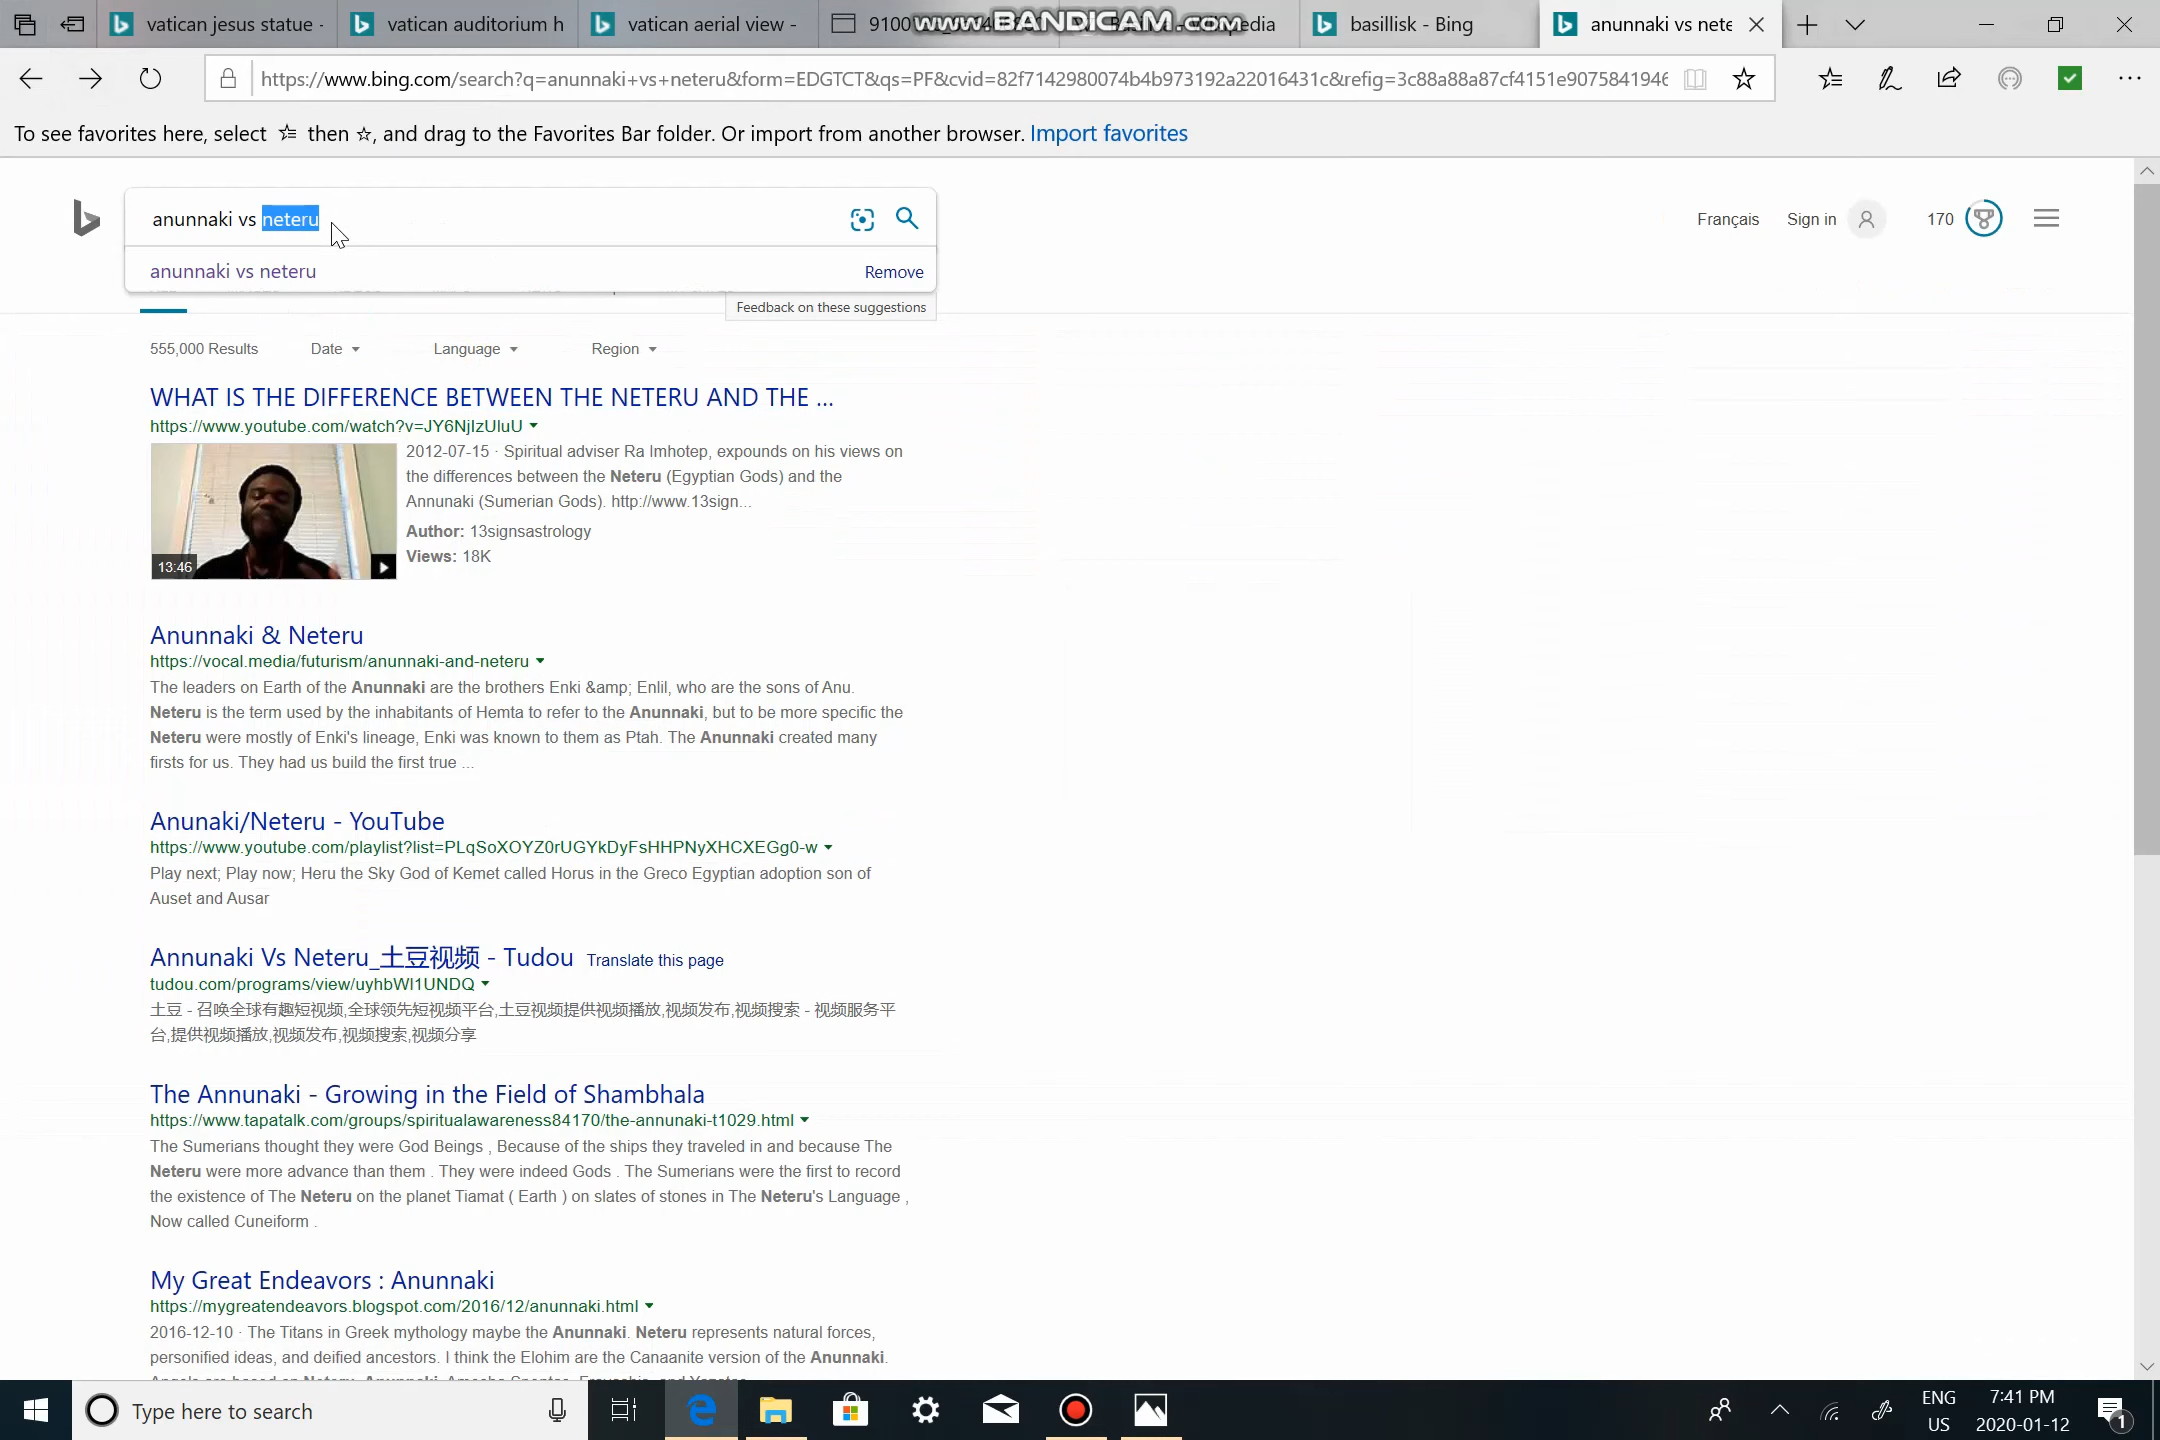 vatican jesus statue -
vatican auditorium h
vatican aerial view -
9100
www.BANDICAM.com
basillisk - Bing
anunnaki vs nete
https://www.bing.com/search?q=anunnaki+vs+neteru&form=EDGTCT&qs=PF&cvid=82f7142980074b4b973192a22016431c&refig=3c88a88a87cf4151e9075841946
To see favorites here, select then ☆, and drag to the Favorites Bar folder. Or import from another browser. Import favorites
anunnaki vs neteru
Français Sign in 170
anunnaki vs neteru Remove
Feedback on these suggestions
555,000 Results Date Language Region
WHAT IS THE DIFFERENCE BETWEEN THE NETERU AND THE ...
https://www.youtube.com/watch?v=JY6NjIzUluU
2012-07-15 · Spiritual adviser Ra Imhotep, expounds on his views on
the differences between the Neteru (Egyptian Gods) and the
Annunaki (Sumerian Gods). http://www.13sign...
Author: 13signsastrology
Views: 18K
13:46
Anunnaki & Neteru
https://vocal.media/futurism/anunnaki-and-neteru
The leaders on Earth of the Anunnaki are the brothers Enki &amp; Enlil, who are the sons of Anu.
Neteru is the term used by the inhabitants of Hemta to refer to the Anunnaki, but to be more specific the
Neteru were mostly of Enki's lineage, Enki was known to them as Ptah. The Anunnaki created many
firsts for us. They had us build the first true ...
Anunaki/Neteru - YouTube
https://www.youtube.com/playlist?list=PLqSoXOYZ0rUGYkDyFsHHPNyXHCXEGg0-w
Play next; Play now; Heru the Sky God of Kemet called Horus in the Greco Egyptian adoption son of
Auset and Ausar
Annunaki Vs Neteru_土豆视频 - Tudou Translate this page
tudou.com/programs/view/uyhbWI1UNDQ
土豆 - 召唤全球有趣短视频,全球领先短视频平台,土豆视频提供视频播放,视频发布,视频搜索 - 视频服务平
台,提供视频播放,视频发布,视频搜索,视频分享
The Annunaki - Growing in the Field of Shambhala
https://www.tapatalk.com/groups/spiritualawareness84170/the-annunaki-t1029.html
The Sumerians thought they were God Beings , Because of the ships they traveled in and because The
Neteru were more advance than them . They were indeed Gods . The Sumerians were the first to record
the existence of The Neteru on the planet Tiamat ( Earth ) on slates of stones in The Neteru's Language ,
Now called Cuneiform .
My Great Endeavors : Anunnaki
https://mygreatendeavors.blogspot.com/2016/12/anunnaki.html
2016-12-10 · The Titans in Greek mythology maybe the Anunnaki. Neteru represents natural forces,
personified ideas, and deified ancestors. I think the Elohim are the Canaanite version of the Anunnaki.
Type here to search
ENG
US
7:41 PM
2020-01-12
1